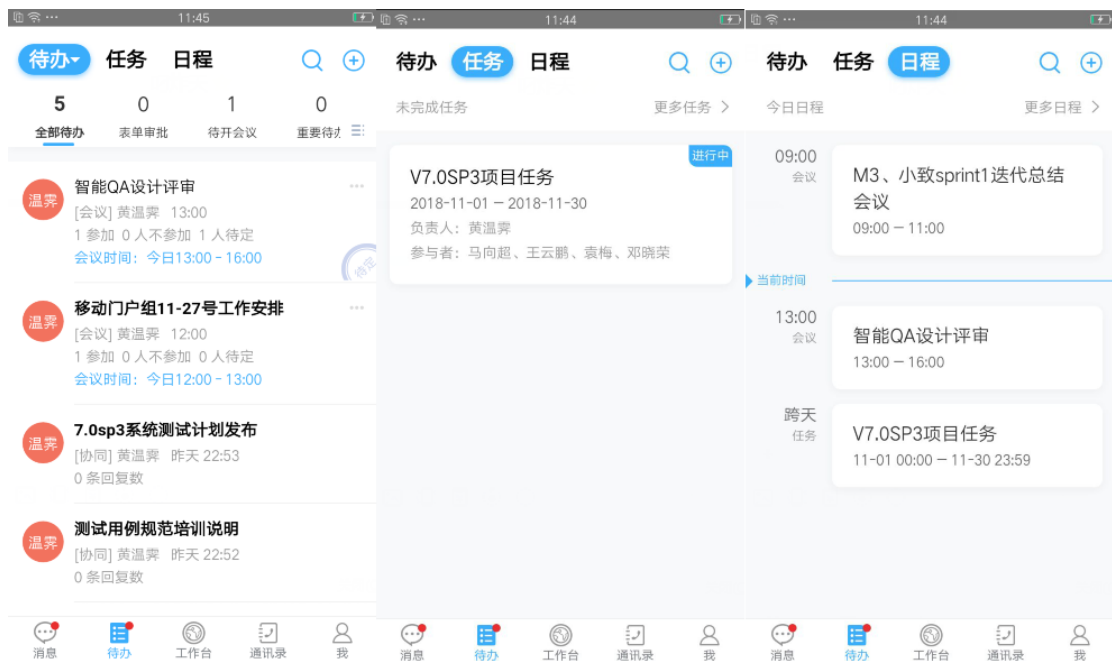 11:45
待办 任务 日程
5 0 1 0
全部待办 表单审批 待开会议 重要待办
温霁
智能QA设计评审
[会议] 黄温霁 13:00
1 参加 0 人不参加 1 人待定
会议时间：今日13:00 - 16:00
待定
温霁
移动门户组11-27号工作安排
[会议] 黄温霁 12:00
1 参加 0 人不参加 0 人待定
会议时间：今日12:00 - 13:00
温霁
7.0sp3系统测试计划发布
[协同] 黄温霁 昨天 22:53
0 条回复数
温霁
测试用例规范培训说明
[协同] 黄温霁 昨天 22:52
0 条回复数
消息 待办 工作台 通讯录 我
11:44
待办 任务 日程
未完成任务 更多任务
进行中
V7.0SP3项目任务
2018-11-01 — 2018-11-30
负责人：黄温霁
参与者：马向超、王云鹏、袁梅、邓晓荣
消息 待办 工作台 通讯录 我
11:44
待办 任务 日程
今日日程 更多日程
09:00
会议
M3、小致sprint1迭代总结
会议
09:00 — 11:00
当前时间
13:00
会议
智能QA设计评审
13:00 — 16:00
跨天
任务
V7.0SP3项目任务
11-01 00:00 — 11-30 23:59
消息 待办 工作台 通讯录 我